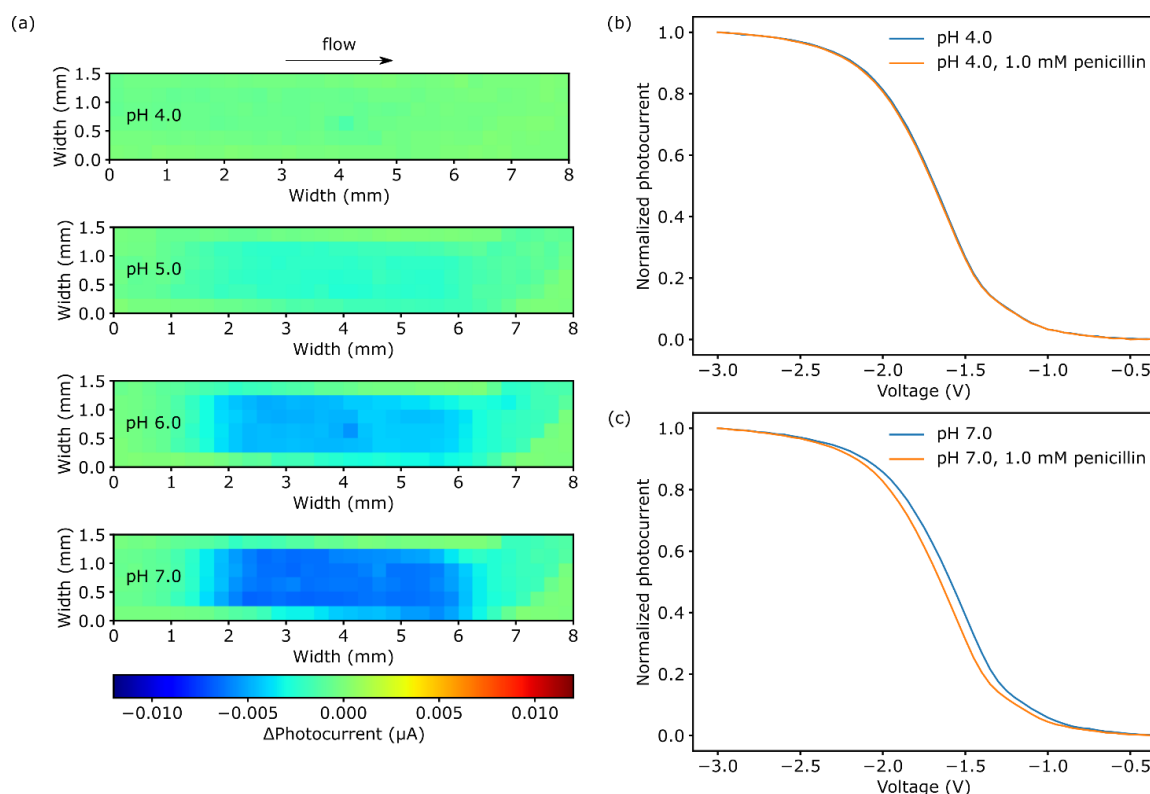 (a)
flow
Width (mm)
1.5
1.0
0.5
0.0
pH 4.0
0 1 2 3 4 5 6 7 8
Width (mm)
Width (mm)
1.5
1.0
0.5
0.0
pH 5.0
0 1 2 3 4 5 6 7 8
Width (mm)
Width (mm)
1.5
1.0
0.5
0.0
pH 6.0
0 1 2 3 4 5 6 7 8
Width (mm)
Width (mm)
1.5
1.0
0.5
0.0
pH 7.0
0 1 2 3 4 5 6 7 8
Width (mm)
−0.010 −0.005 0.000 0.005 0.010
ΔPhotocurrent (μA)
(b)
Normalized photocurrent
1.0
0.8
0.6
0.4
0.2
0.0
pH 4.0
pH 4.0, 1.0 mM penicillin
−3.0 −2.5 −2.0 −1.5 −1.0 −0.5
Voltage (V)
(c)
Normalized photocurrent
1.0
0.8
0.6
0.4
0.2
0.0
pH 7.0
pH 7.0, 1.0 mM penicillin
−3.0 −2.5 −2.0 −1.5 −1.0 −0.5
Voltage (V)